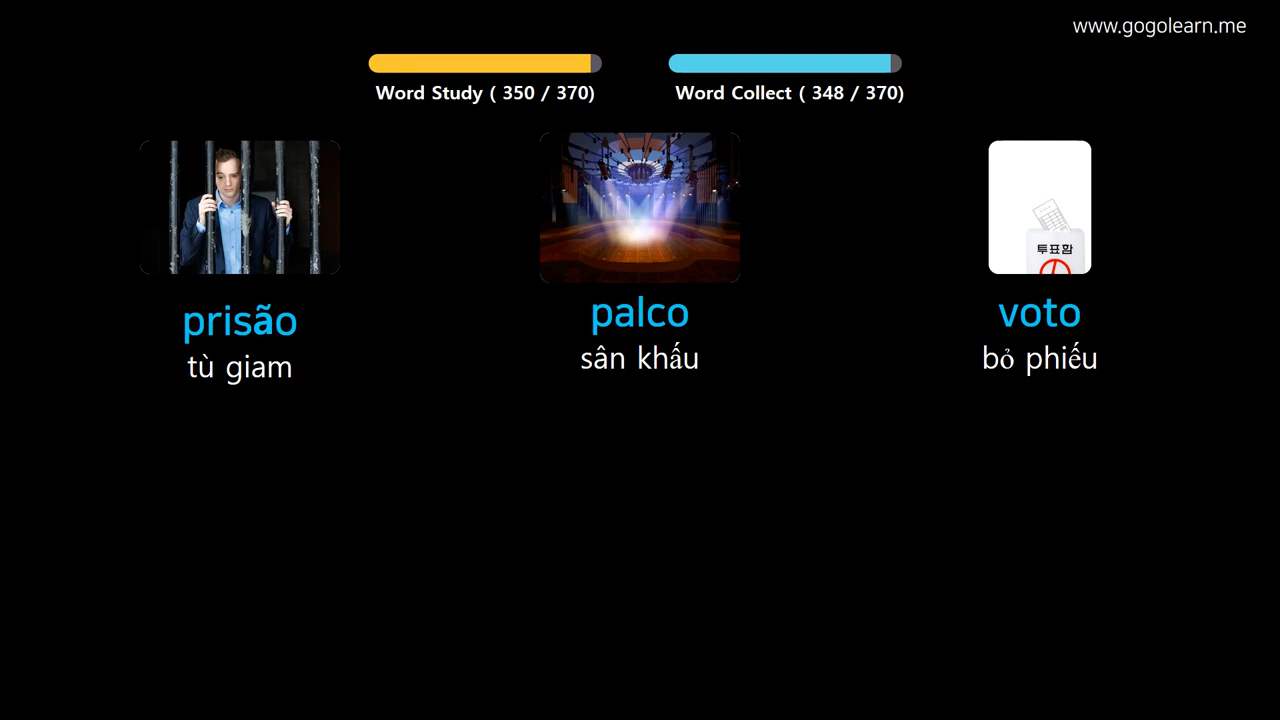 www.gogolearn.me
Word Study ( 350 / 370)
Word Collect ( 348 / 370)
투표함
prisão
palco
voto
tù giam
sân khấu
bỏ phiếu